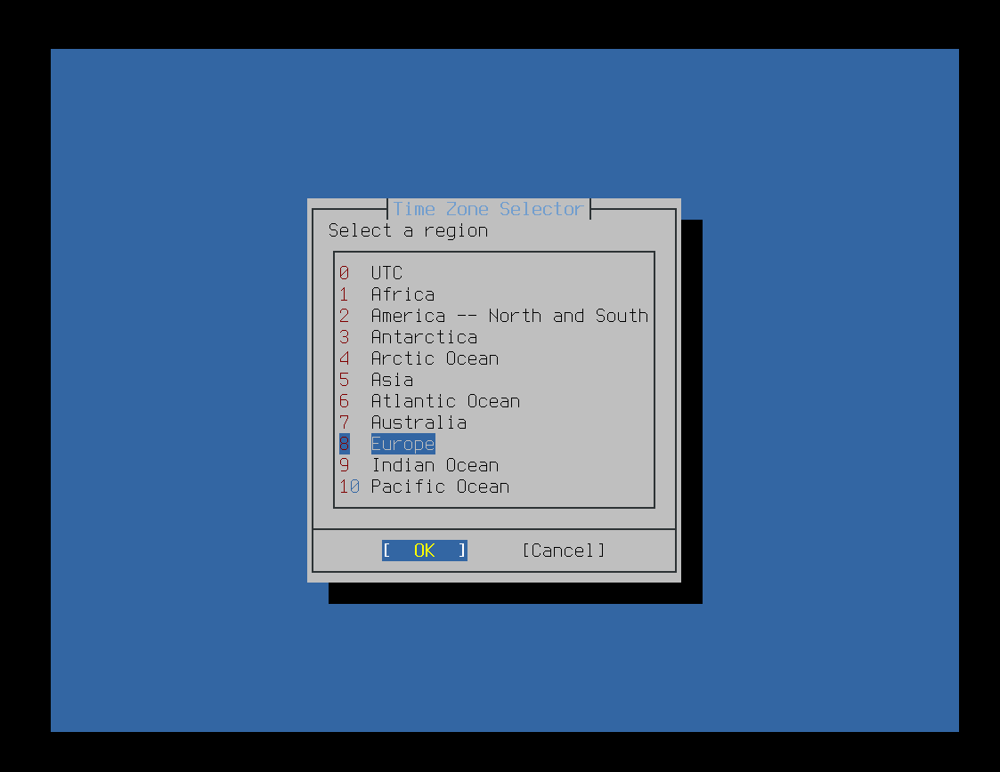 Time Zone Selector
Select a region
0 UTC
1 Africa
2 America -- North and South
3 Antarctica
4 Arctic Ocean
5 Asia
6 Atlantic Ocean
7 Australia
8 Europe
9 Indian Ocean
10 Pacific Ocean
[ OK ] [Cancel]